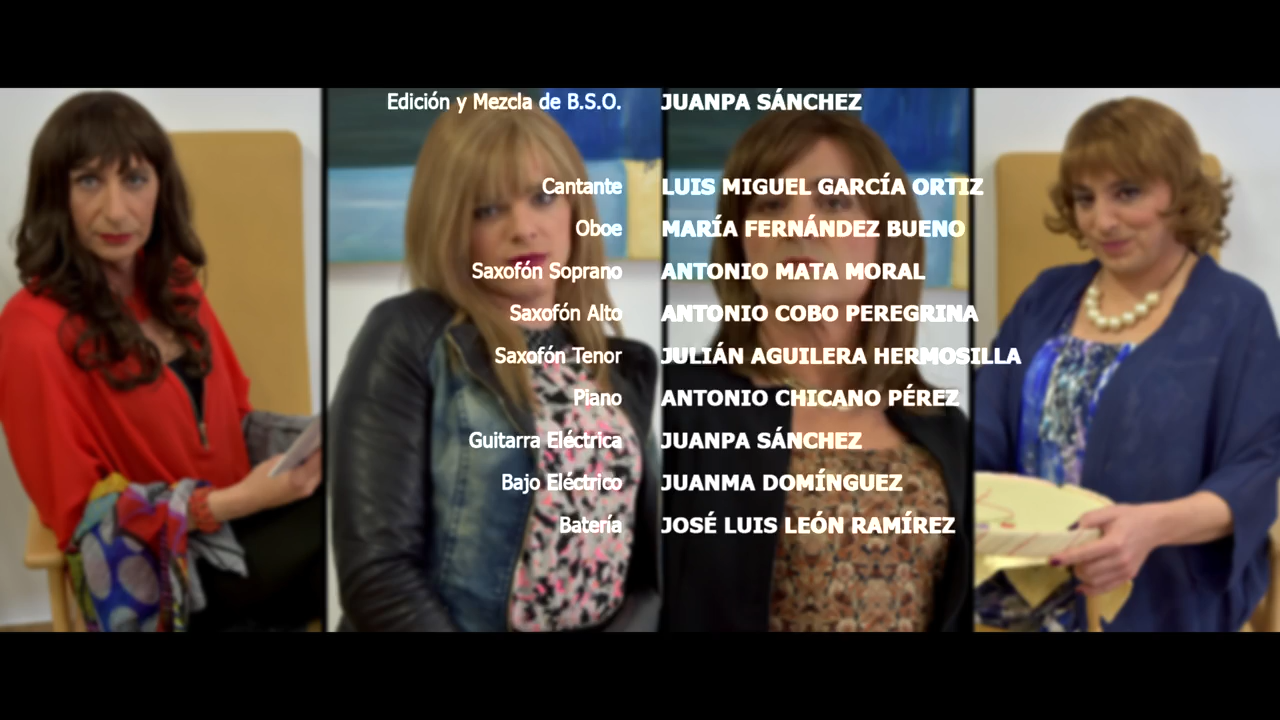 Edición y Mezcla de B.S.O. JUANPA SÁNCHEZ
Cantante LUIS MIGUEL GARCÍA ORTIZ
Oboe MARÍA FERNÁNDEZ BUENO
Saxofón Soprano ANTONIO MATA MORAL
Saxofón Alto ANTONIO COBO PEREGRINA
Saxofón Tenor JULIÁN AGUILERA HERMOSILLA
Piano ANTONIO CHICANO PÉREZ
Guitarra Eléctrica JUANPA SÁNCHEZ
Bajo Eléctrico JUANMA DOMÍNGUEZ
Batería JOSÉ LUIS LEÓN RAMÍREZ